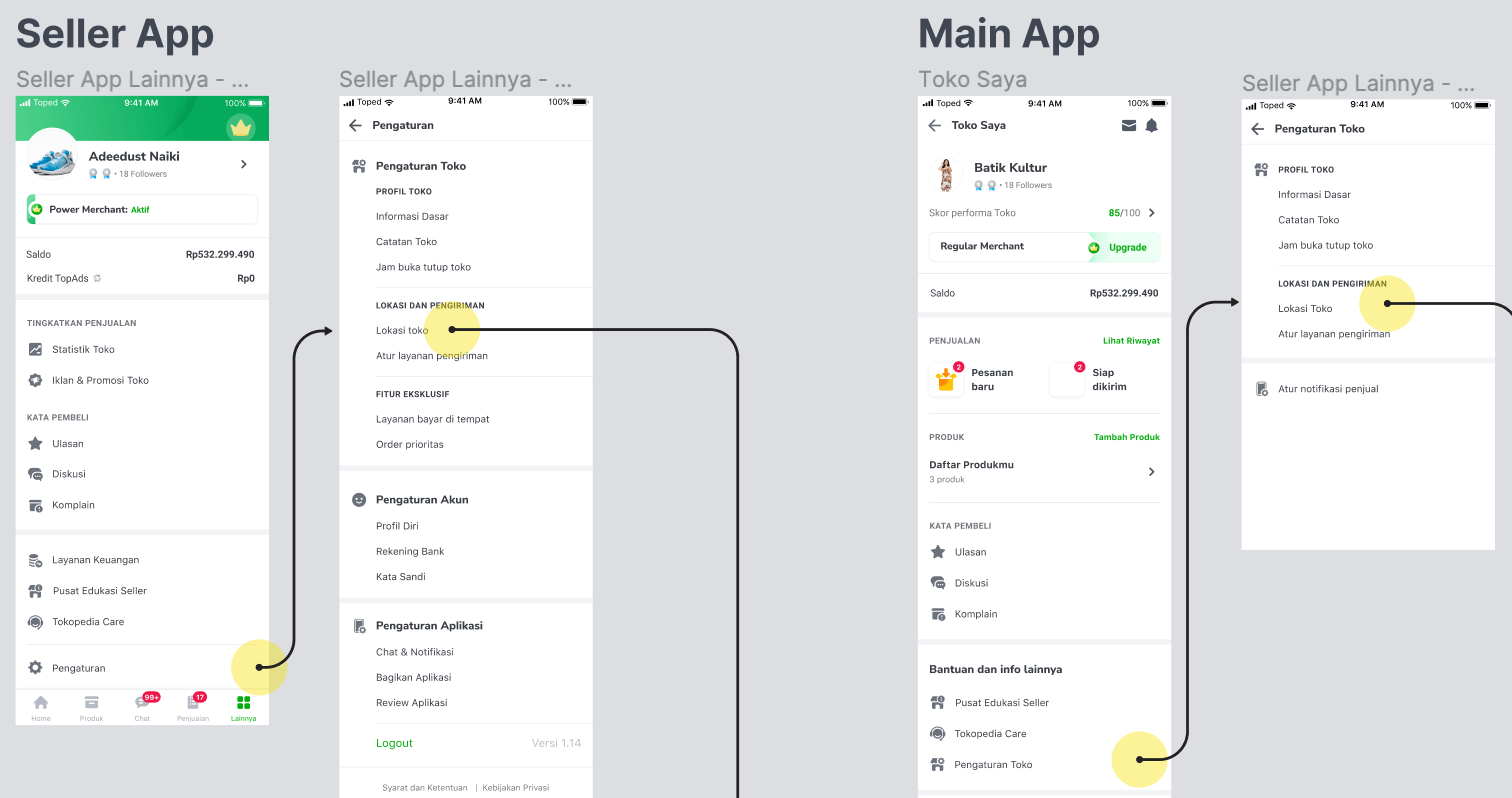 Seller App
Seller App Lainnya - ...
Toped
9:41 AM
100%
Adeedust Naiki
• 18 Followers
Power Merchant: Aktif
Saldo
Rp532.299.490
Kredit TopAds
Rp0
TINGKATKAN PENJUALAN
Statistik Toko
Iklan & Promosi Toko
KATA PEMBELI
Ulasan
Diskusi
Komplain
Layanan Keuangan
Pusat Edukasi Seller
Tokopedia Care
Pengaturan
99+
17
Home
Produk
Chat
Penjualan
Lainnya
Seller App Lainnya - ...
Toped
9:41 AM
100%
Pengaturan
Pengaturan Toko
PROFIL TOKO
Informasi Dasar
Catatan Toko
Jam buka tutup toko
LOKASI DAN PENGIRIMAN
Lokasi toko
Atur layanan pengiriman
FITUR EKSKLUSIF
Layanan bayar di tempat
Order prioritas
Pengaturan Akun
Profil Diri
Rekening Bank
Kata Sandi
Pengaturan Aplikasi
Chat & Notifikasi
Bagikan Aplikasi
Review Aplikasi
Logout
Versi 1.14
Syarat dan Ketentuan | Kebijakan Privasi
Main App
Toko Saya
Toped
9:41 AM
100%
Toko Saya
Batik Kultur
• 18 Followers
Skor performa Toko
85/100
Regular Merchant
Upgrade
Saldo
Rp532.299.490
PENJUALAN
Lihat Riwayat
2
Pesanan
baru
2
Siap
dikirim
PRODUK
Tambah Produk
Daftar Produkmu
3 produk
KATA PEMBELI
Ulasan
Diskusi
Komplain
Bantuan dan info lainnya
Pusat Edukasi Seller
Tokopedia Care
Pengaturan Toko
Seller App Lainnya - ...
Toped
9:41 AM
100%
Pengaturan Toko
PROFIL TOKO
Informasi Dasar
Catatan Toko
Jam buka tutup toko
LOKASI DAN PENGIRIMAN
Lokasi Toko
Atur layanan pengiriman
Atur notifikasi penjual